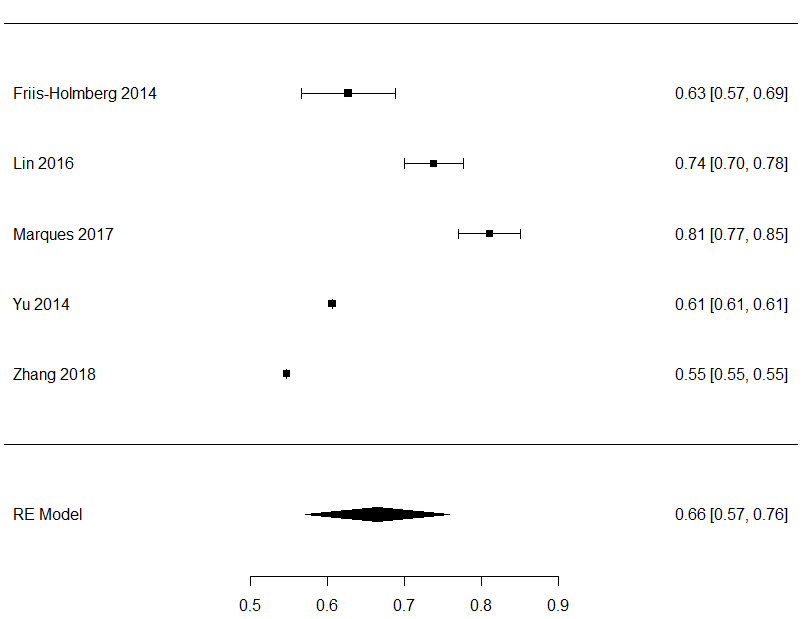 Friis-Holmberg 2014 0.63 [0.57, 0.69]
Lin 2016 0.74 [0.70, 0.78]
Marques 2017 0.81 [0.77, 0.85]
Yu 2014 0.61 [0.61, 0.61]
Zhang 2018 0.55 [0.55, 0.55]
RE Model 0.66 [0.57, 0.76]
0.5 0.6 0.7 0.8 0.9